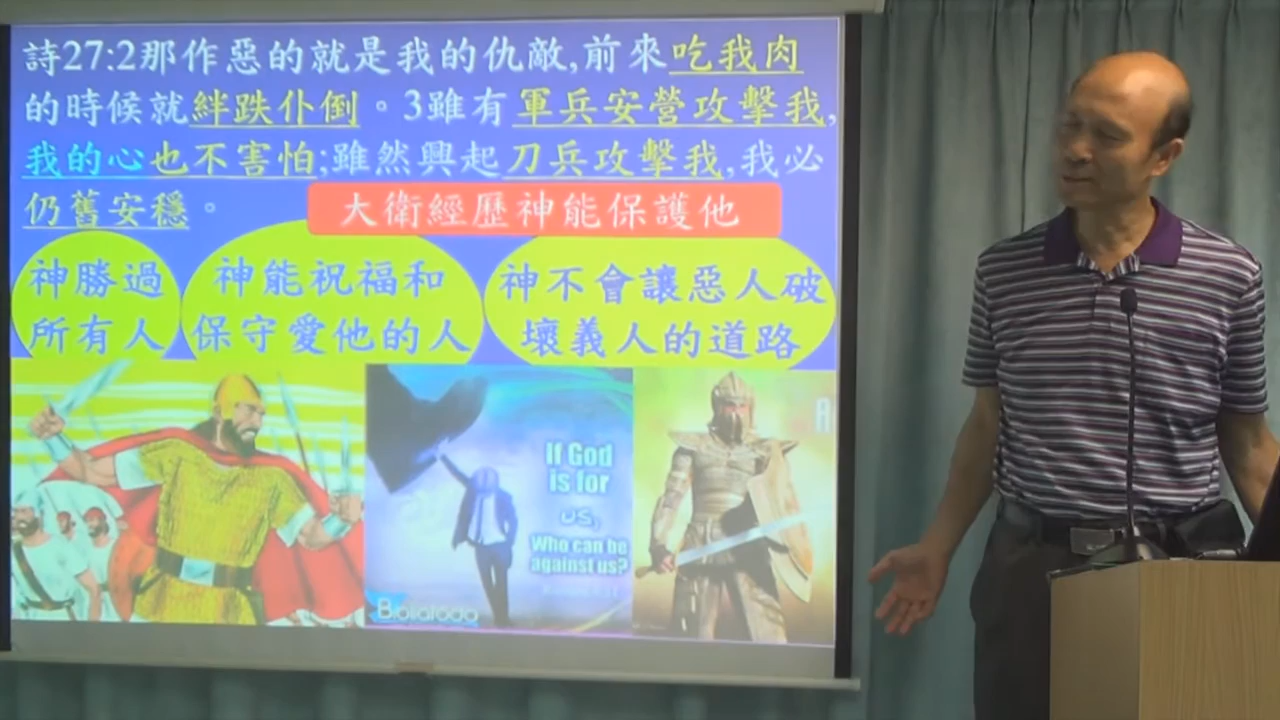 詩27:2那作惡的就是我的仇敵,前來吃我肉
的時候就絆跌仆倒。3雖有軍兵安營攻擊我,
我的心也不害怕;雖然興起刀兵攻擊我,我必
仍舊安穩。
大衛經歷神能保護他
神勝過
所有人
神能祝福和
保守愛他的人
神不會讓惡人破
壞義人的道路
If God
is for
us,
Who can be
against us?